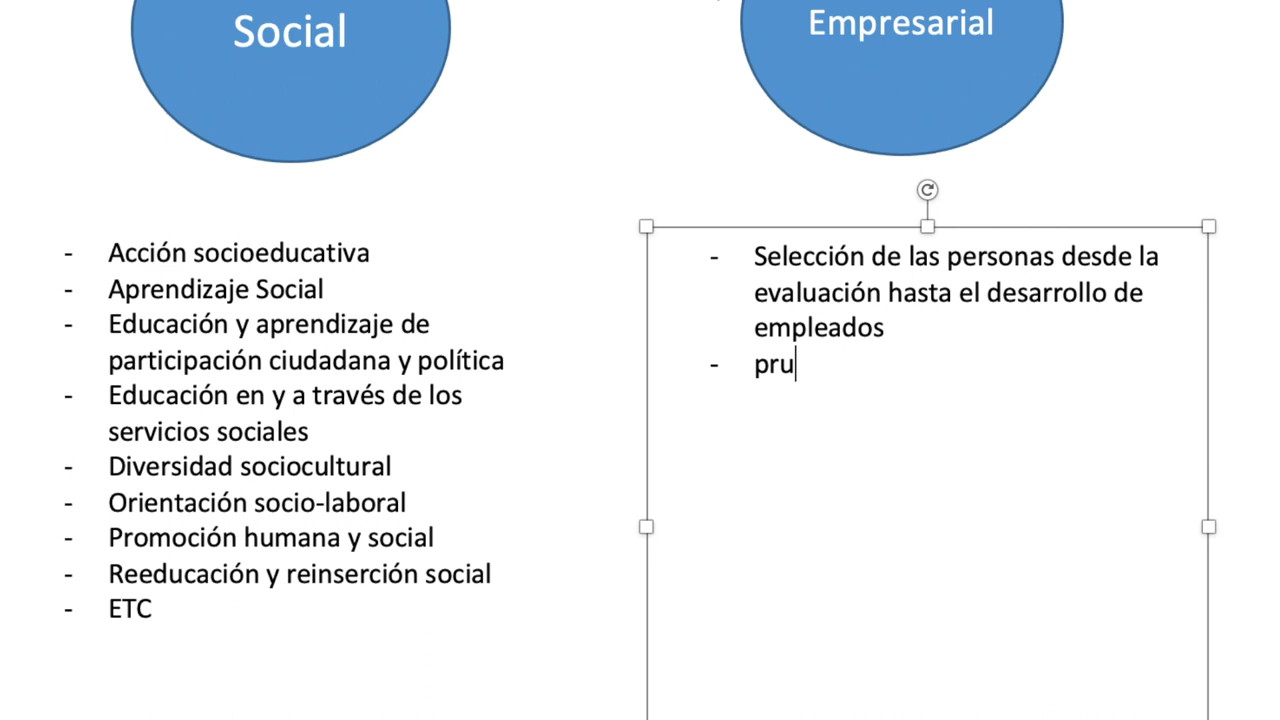 Social
Empresarial
- Acción socioeducativa
- Aprendizaje Social
- Educación y aprendizaje de
participación ciudadana y política
- Educación en y a través de los
servicios sociales
- Diversidad sociocultural
- Orientación socio-laboral
- Promoción humana y social
- Reeducación y reinserción social
- ETC
- Selección de las personas desde la
evaluación hasta el desarrollo de
empleados
- pru